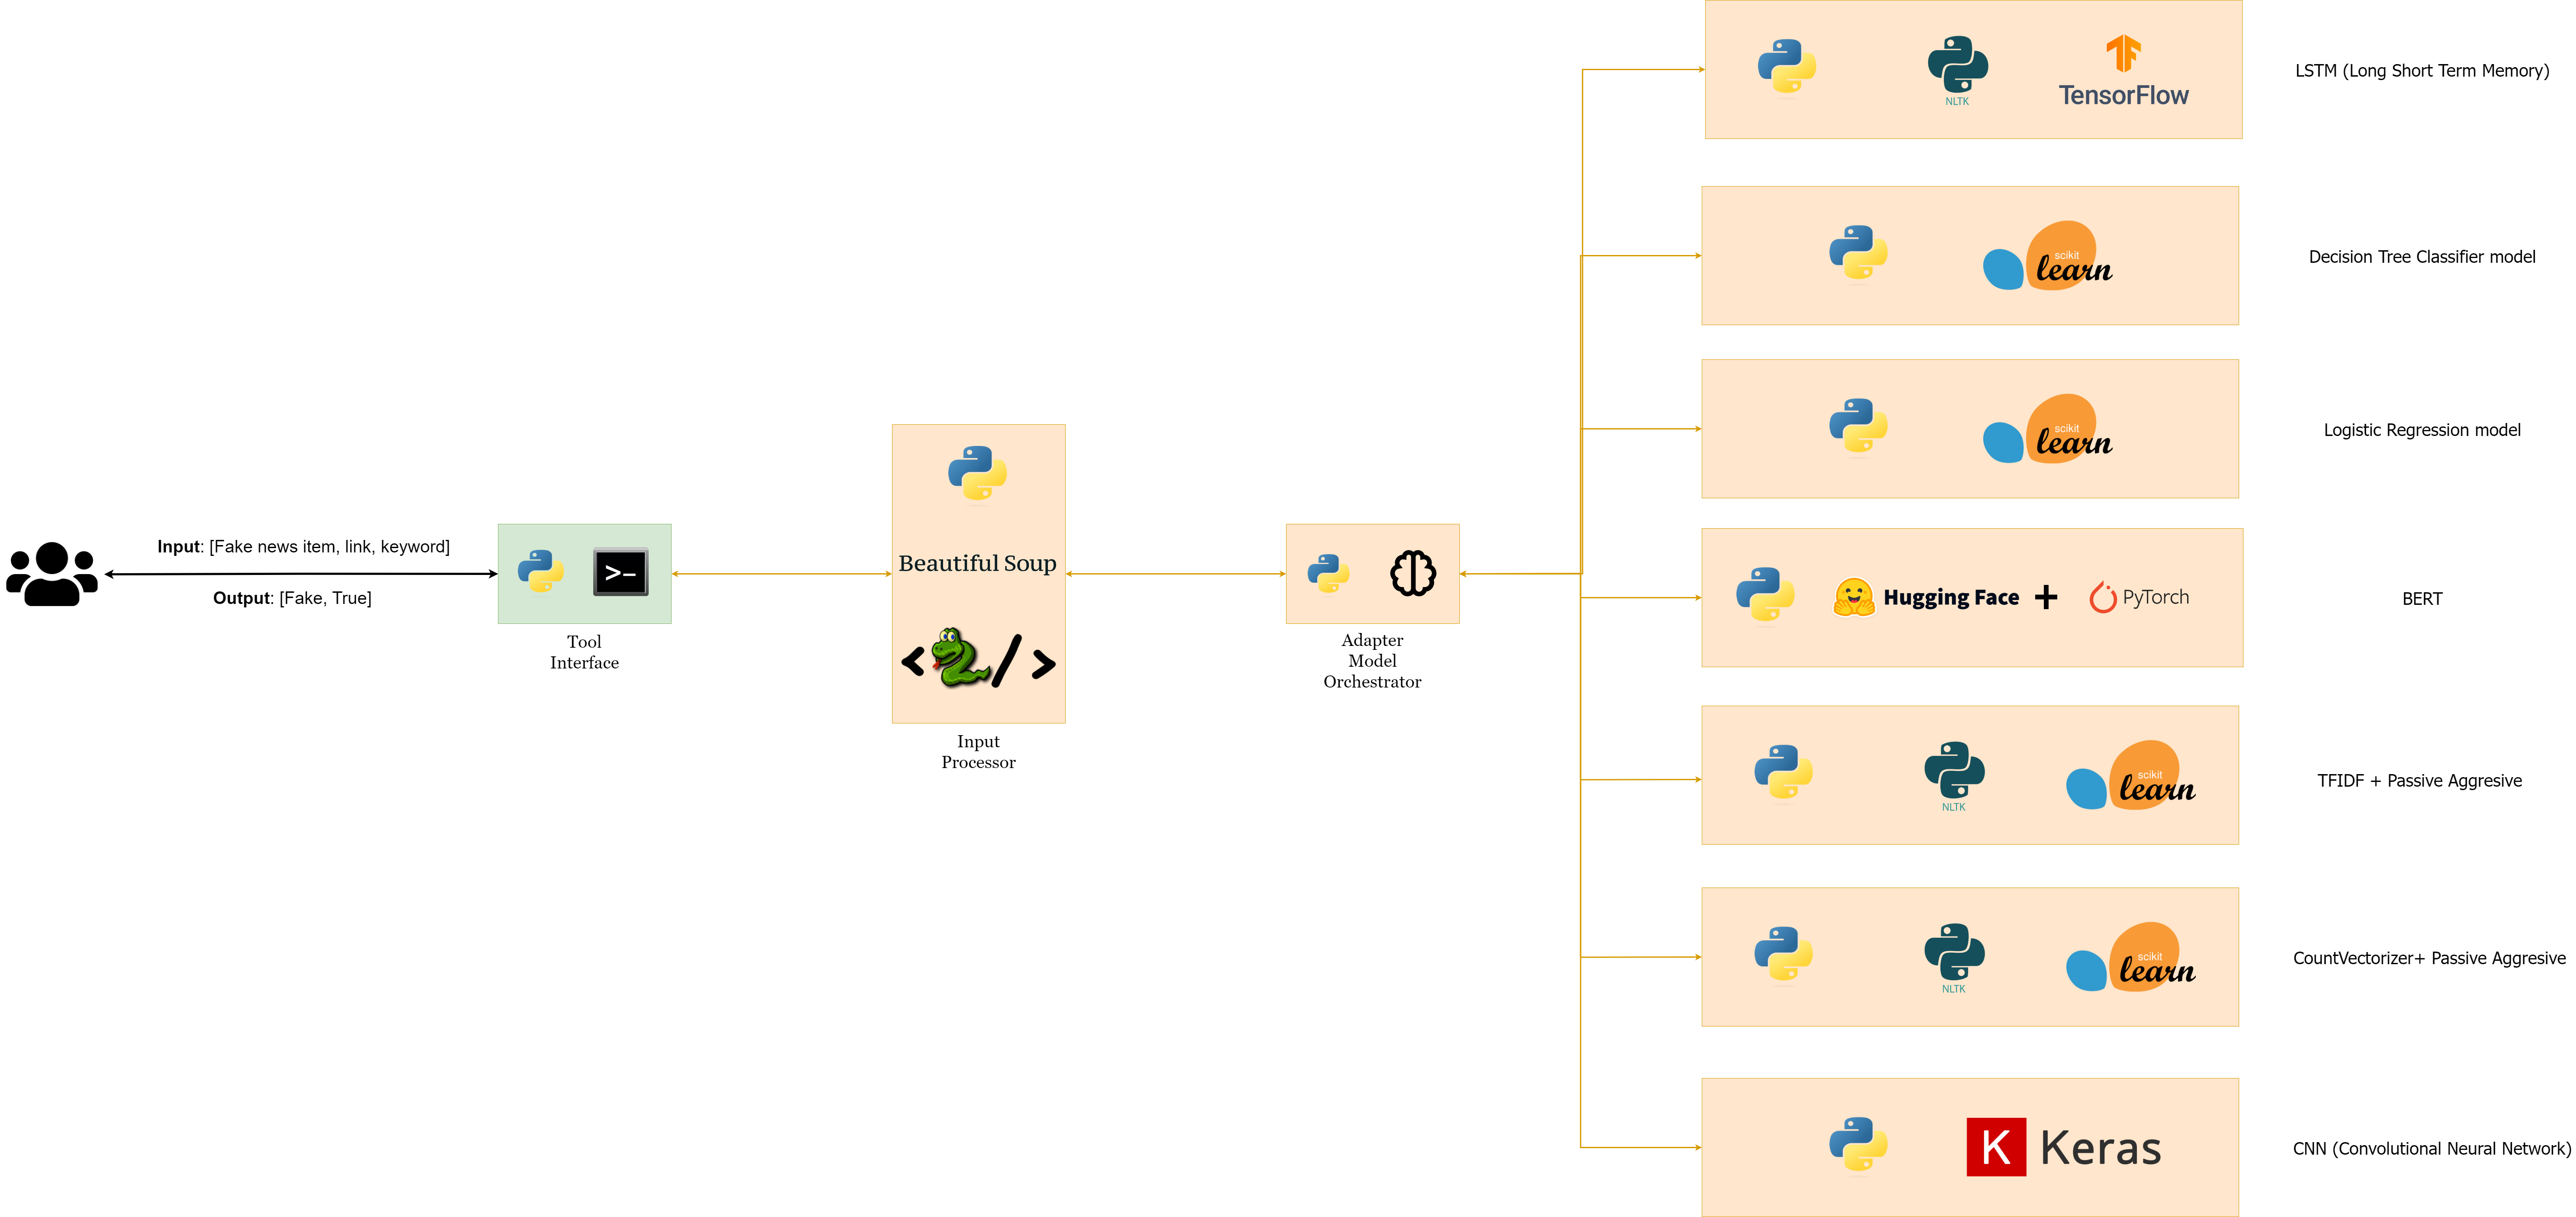 NLTK
TensorFlow
LSTM (Long Short Term Memory)
scikit
learn
Decision Tree Classifier model
scikit
learn
Logistic Regression model
Input: [Fake news item, link, keyword]
Output: [Fake, True]
>_
Tool
Interface
Beautiful Soup
< / >
Input
Processor
Adapter
Model
Orchestrator
Hugging Face + PyTorch
BERT
NLTK
scikit
learn
TFIDF + Passive Aggresive
NLTK
scikit
learn
CountVectorizer+ Passive Aggresive
K Keras
CNN (Convolutional Neural Network)